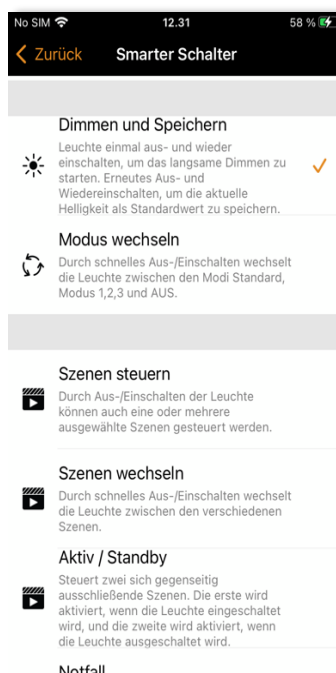 No SIM 12.31 58 %
Zurück Smarter Schalter
Dimmen und Speichern
Leuchte einmal aus- und wieder
einschalten, um das langsame Dimmen zu
starten. Erneutes Aus- und
Wiedereinschalten, um die aktuelle
Helligkeit als Standardwert zu speichern.
Modus wechseln
Durch schnelles Aus-/Einschalten wechselt
die Leuchte zwischen den Modi Standard,
Modus 1,2,3 and AUS.
Szenen steuern
Durch Aus-/Einschalten der Leuchte
können auch eine oder mehrere
ausgewählte Szenen gesteuert werden.
Szenen wechseln
Durch schnelles Aus-/Einschalten wechselt
die Leuchte zwischen den verschiedenen
Szenen.
Aktiv / Standby
Steuert zwei sich gegenseitig
ausschließende Szenen. Die erste wird
aktiviert, wenn die Leuchte eingeschaltet
wird, und die zweite wird aktiviert, wenn
die Leuchte ausgeschaltet wird.
Notfall